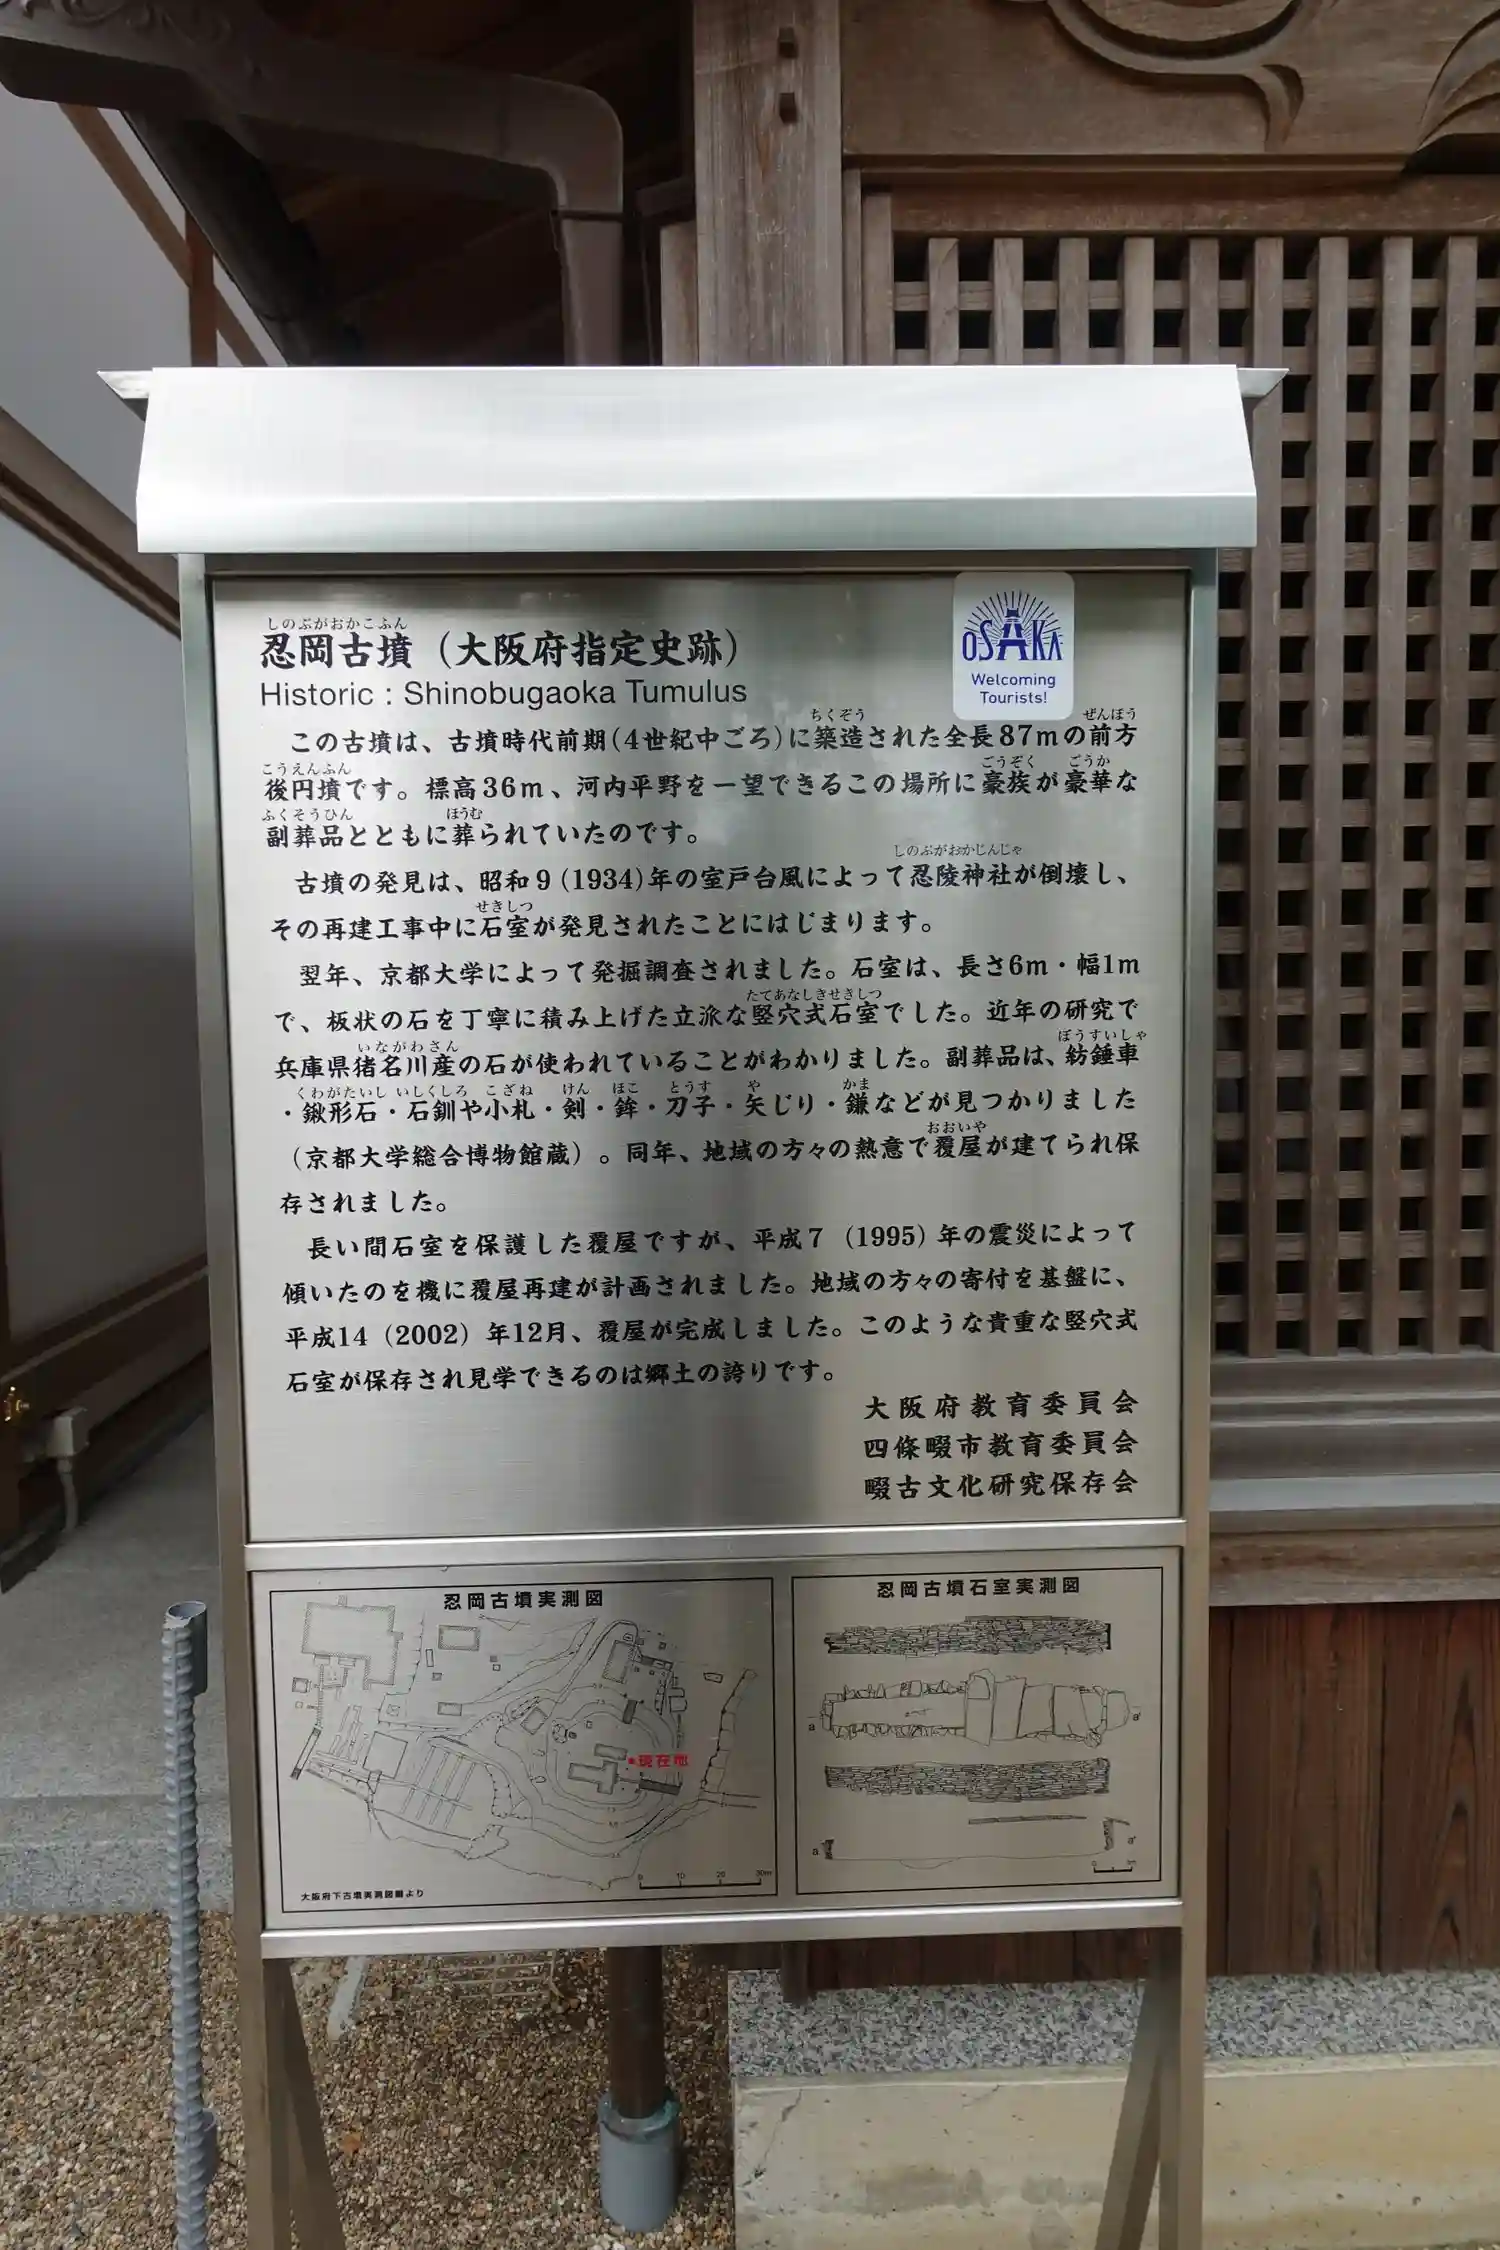 しのぶがおかこふん
忍岡古墳（大阪府指定史跡）
Historic : Shinobugaoka Tumulus
OSAKA
Welcoming
Tourists!
ちくぞう ぜんぽう
この古墳は、古墳時代前期(4世紀中ごろ)に築造された全長87mの前方
こうえんふん ごうぞく ごうか
後円墳です。標高36m、河内平野を一望できるこの場所に豪族が豪華な
ふくそうひん ほうむ
副葬品とともに葬られていたのです。
しのぶがおかじんじゃ
古墳の発見は、昭和9(1934)年の室戸台風によって忍陵神社が倒壊し、
せきしつ
その再建工事中に石室が発見されたことにはじまります。
翌年、京都大学によって発掘調査されました。石室は、長さ6m・幅1m
たてあなしきせきしつ
で、板状の石を丁寧に積み上げた立派な竪穴式石室でした。近年の研究で
いながわさん ぼうすいしゃ
兵庫県猪名川産の石が使われていることがわかりました。副葬品は、紡錘車
くわがたいし いしくしろ こざね けん ほこ とうす や かま
・鍬形石・石釧や小札・剣・鉾・刀子・矢じり・鎌などが見つかりました
おおいや
（京都大学総合博物館蔵）。同年、地域の方々の熱意で覆屋が建てられ保
存されました。
長い間石室を保護した覆屋ですが、平成7（1995）年の震災によって
傾いたのを機に覆屋再建が計画されました。地域の方々の寄付を基盤に、
平成14（2002）年12月、覆屋が完成しました。このような貴重な竪穴式
石室が保存され見学できるのは郷土の誇りです。
大阪府教育委員会
四條畷市教育委員会
畷古文化研究保存会
忍岡古墳実測図
現在地
0 10 20 30m
大阪府下古墳実測図圖より
忍岡古墳石室実測図
a a'
a a'
0 1m